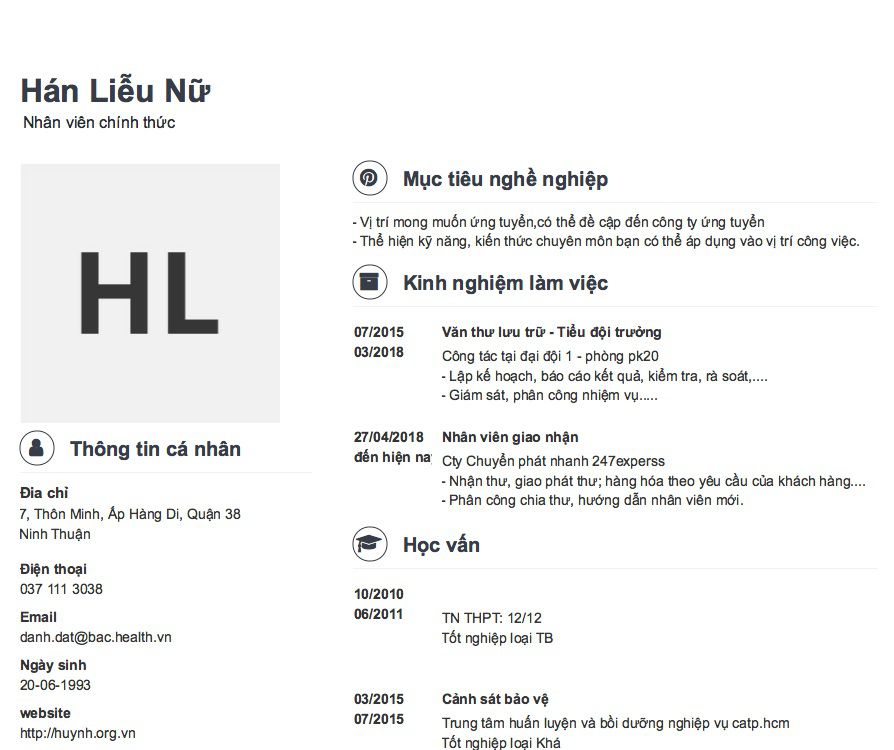 Hán Liễu Nữ
Nhân viên chính thức
HL
Thông tin cá nhân
Địa chỉ
7, Thôn Minh, Ấp Hàng Di, Quận 38
Ninh Thuận
Điện thoại
037 111 3038
Email
danh.dat@bac.health.vn
Ngày sinh
20-06-1993
website
http://huynh.org.vn
Mục tiêu nghề nghiệp
- Vị trí mong muốn ứng tuyển,có thể đề cập đến công ty ứng tuyển
- Thể hiện kỹ năng, kiến thức chuyên môn bạn có thể áp dụng vào vị trí công việc.
Kinh nghiệm làm việc
07/2015
03/2018
Văn thư lưu trữ - Tiểu đội trưởng
Công tác tại đại đội 1 - phòng pk20
- Lập kế hoạch, báo cáo kết quả, kiểm tra, rà soát,....
- Giám sát, phân công nhiệm vụ.....
27/04/2018
đến hiện nay
Nhân viên giao nhận
Cty Chuyển phát nhanh 247experss
- Nhận thư, giao phát thư; hàng hóa theo yêu cầu của khách hàng....
- Phân công chia thư, hướng dẫn nhân viên mới.
Học vấn
10/2010
06/2011
TN THPT: 12/12
Tốt nghiệp loại TB
03/2015
07/2015
Cảnh sát bảo vệ
Trung tâm huấn luyện và bồi dưỡng nghiệp vụ catp.hcm
Tốt nghiệp loại Khá